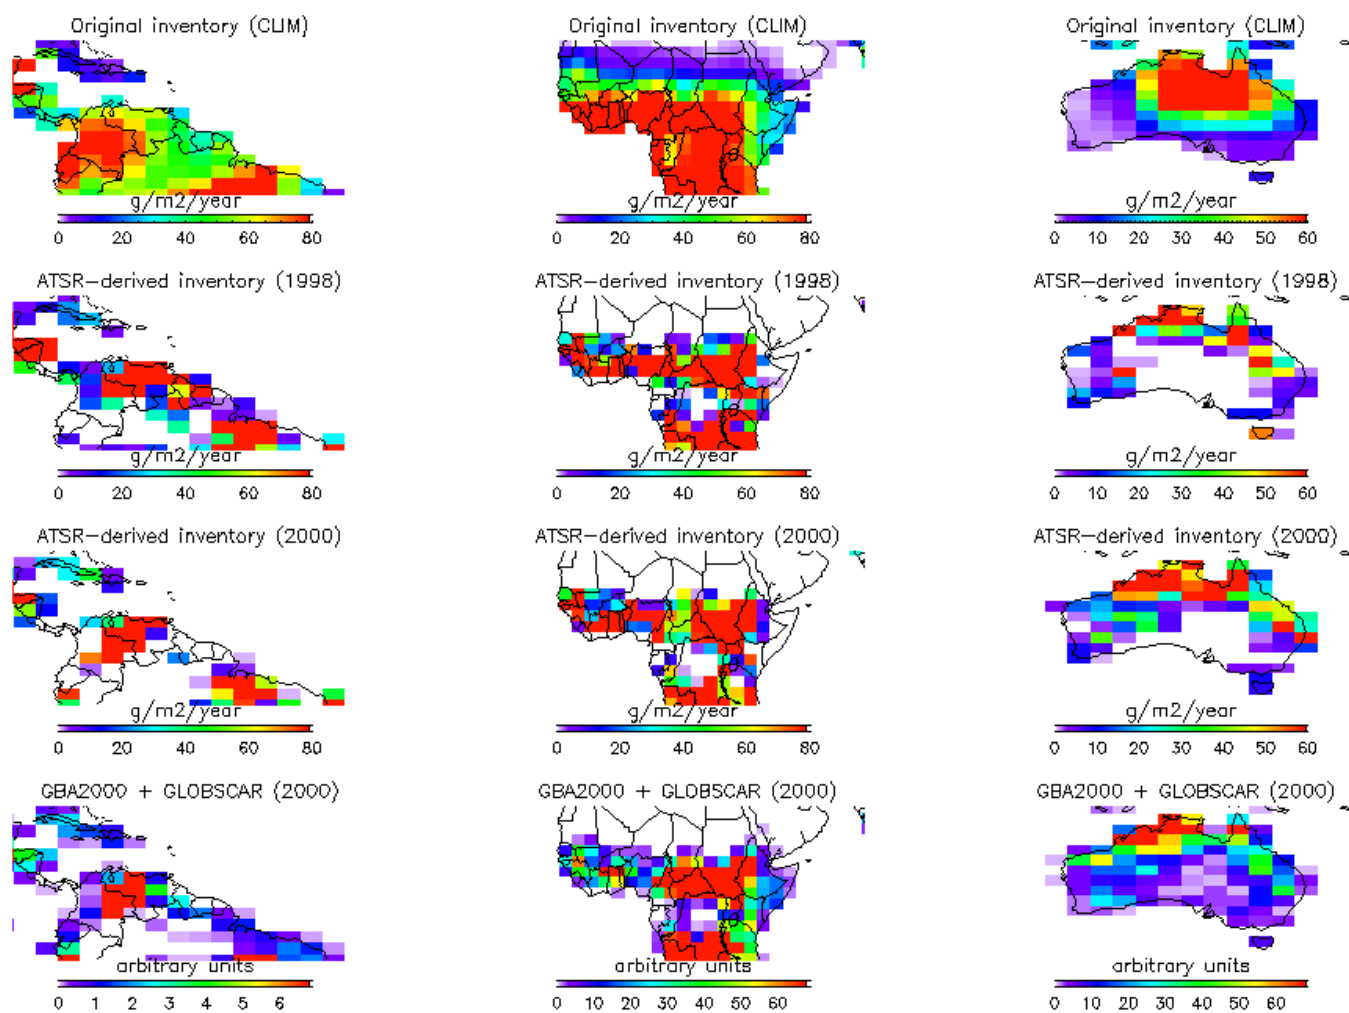 Original inventory (CLIM) Original inventory (CLIM) Original inventory (CLIM)
g/m2/year g/m2/year g/m2/year
0 20 40 60 80 0 20 40 60 80 0 10 20 30 40 50 60
ATSR-derived inventory (1998) ATSR-derived inventory (1998) ATSR-derived inventory (1998)
g/m2/year g/m2/year g/m2/year
0 20 40 60 80 0 20 40 60 80 0 10 20 30 40 50 60
ATSR-derived inventory (2000) ATSR-derived inventory (2000) ATSR-derived inventory (2000)
g/m2/year g/m2/year g/m2/year
0 20 40 60 80 0 20 40 60 80 0 10 20 30 40 50 60
GBA2000 + GLOBSCAR (2000) GBA2000 + GLOBSCAR (2000) GBA2000 + GLOBSCAR (2000)
arbitrary units arbitrary units arbitrary units
0 1 2 3 4 5 6 0 10 20 30 40 50 60 0 10 20 30 40 50 60